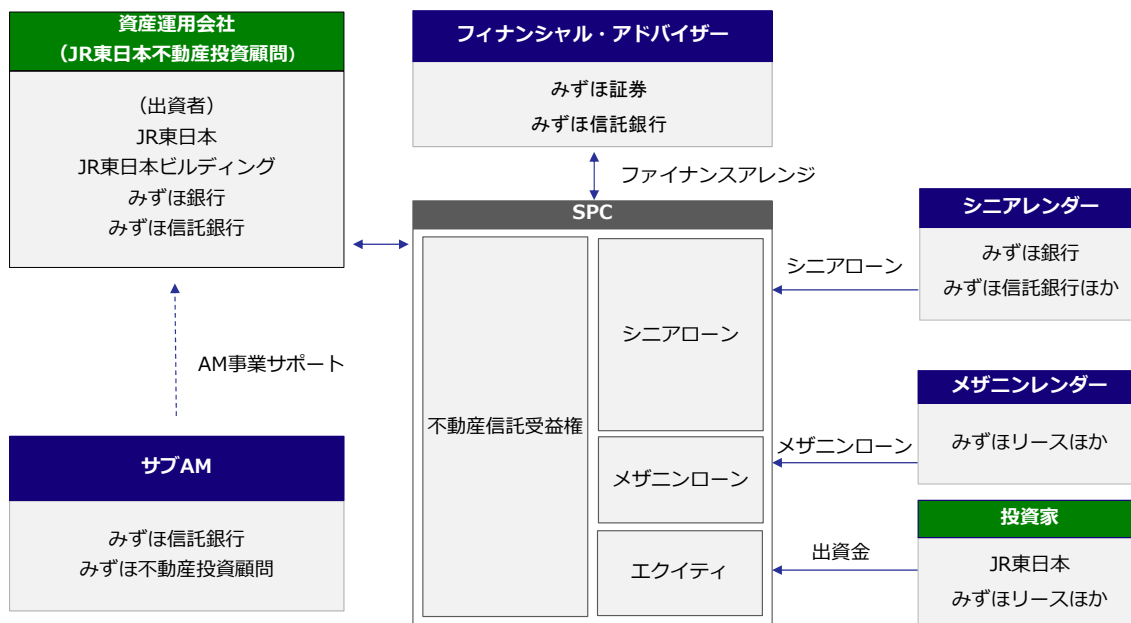 資産運用会社
（JR東日本不動産投資顧問）
（出資者）
JR東日本
JR東日本ビルディング
みずほ銀行
みずほ信託銀行
AM事業サポート
サブAM
みずほ信託銀行
みずほ不動産投資顧問
フィナンシャル・アドバイザー
みずほ証券
みずほ信託銀行
ファイナンスアレンジ
SPC
不動産信託受益権
シニアローン
メザニンローン
エクイティ
シニアローン
メザニンローン
出資金
シニアレンダー
みずほ銀行
みずほ信託銀行ほか
メザニンレンダー
みずほリースほか
投資家
JR東日本
みずほリースほか